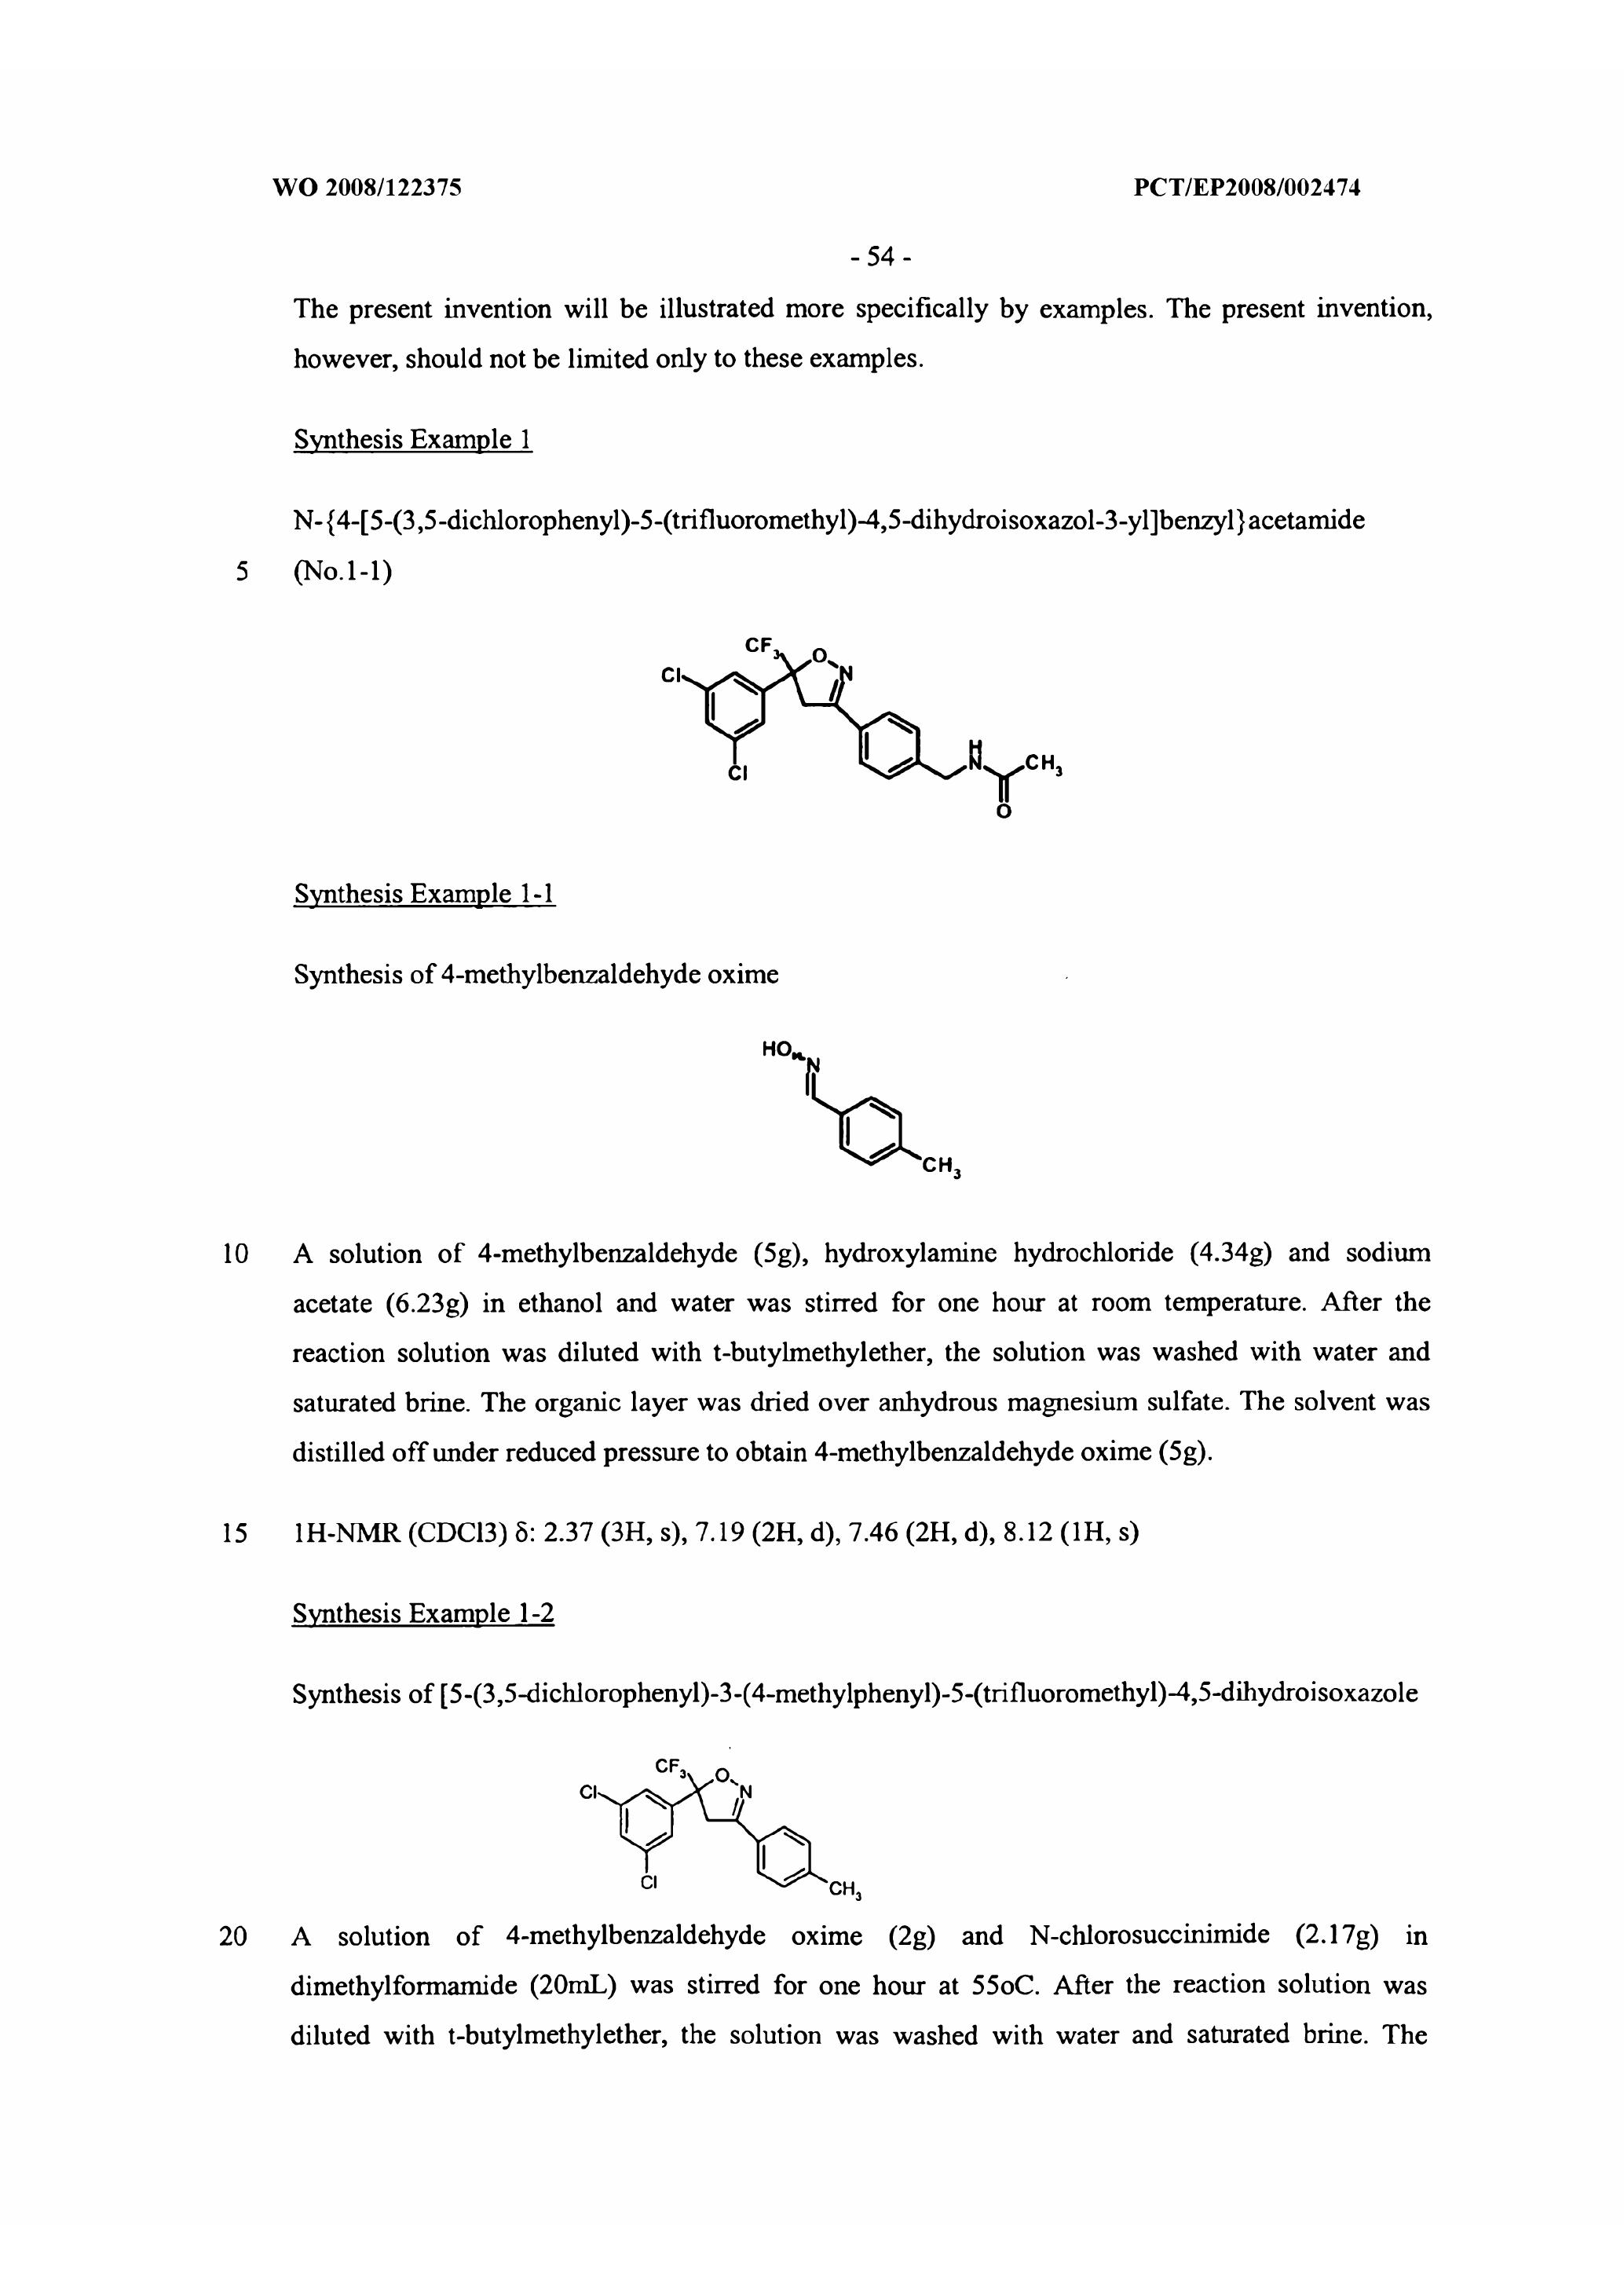 WO 2008/122375 PCT/EP2008/002474
- 54 -
The present invention will be illustrated more specifically by examples. The present invention,
however, should not be limited only to these examples.
Synthesis Example 1
N-{4-[5-(3,5-dichlorophenyl)-5-(trifluoromethyl)-4,5-dihydroisoxazol-3-yl]benzyl}acetamide
5 (No.1-1)
CF3
O
N
Cl
Cl
H
N
CH3
O
Synthesis Example 1-1
Synthesis of 4-methylbenzaldehyde oxime
HO
N
CH3
10 A solution of 4-methylbenzaldehyde (5g), hydroxylamine hydrochloride (4.34g) and sodium
acetate (6.23g) in ethanol and water was stirred for one hour at room temperature. After the
reaction solution was diluted with t-butylmethylether, the solution was washed with water and
saturated brine. The organic layer was dried over anhydrous magnesium sulfate. The solvent was
distilled off under reduced pressure to obtain 4-methylbenzaldehyde oxime (5g).
15 1H-NMR (CDCl3) δ: 2.37 (3H, s), 7.19 (2H, d), 7.46 (2H, d), 8.12 (1H, s)
Synthesis Example 1-2
Synthesis of [5-(3,5-dichlorophenyl)-3-(4-methylphenyl)-5-(trifluoromethyl)-4,5-dihydroisoxazole
CF3
O
N
Cl
Cl
CH3
20 A solution of 4-methylbenzaldehyde oxime (2g) and N-chlorosuccinimide (2.17g) in
dimethylformamide (20mL) was stirred for one hour at 55oC. After the reaction solution was
diluted with t-butylmethylether, the solution was washed with water and saturated brine. The